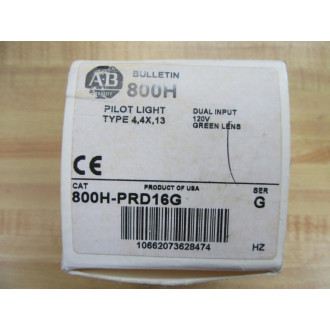 AB
BULLETIN
800H
PILOT LIGHT
TYPE 4,4X,13
DUAL INPUT
120V
GREEN LENS
CE
PRODUCT OF USA
CAT
SER
800H-PRD16G
G
10662073628474
HZ